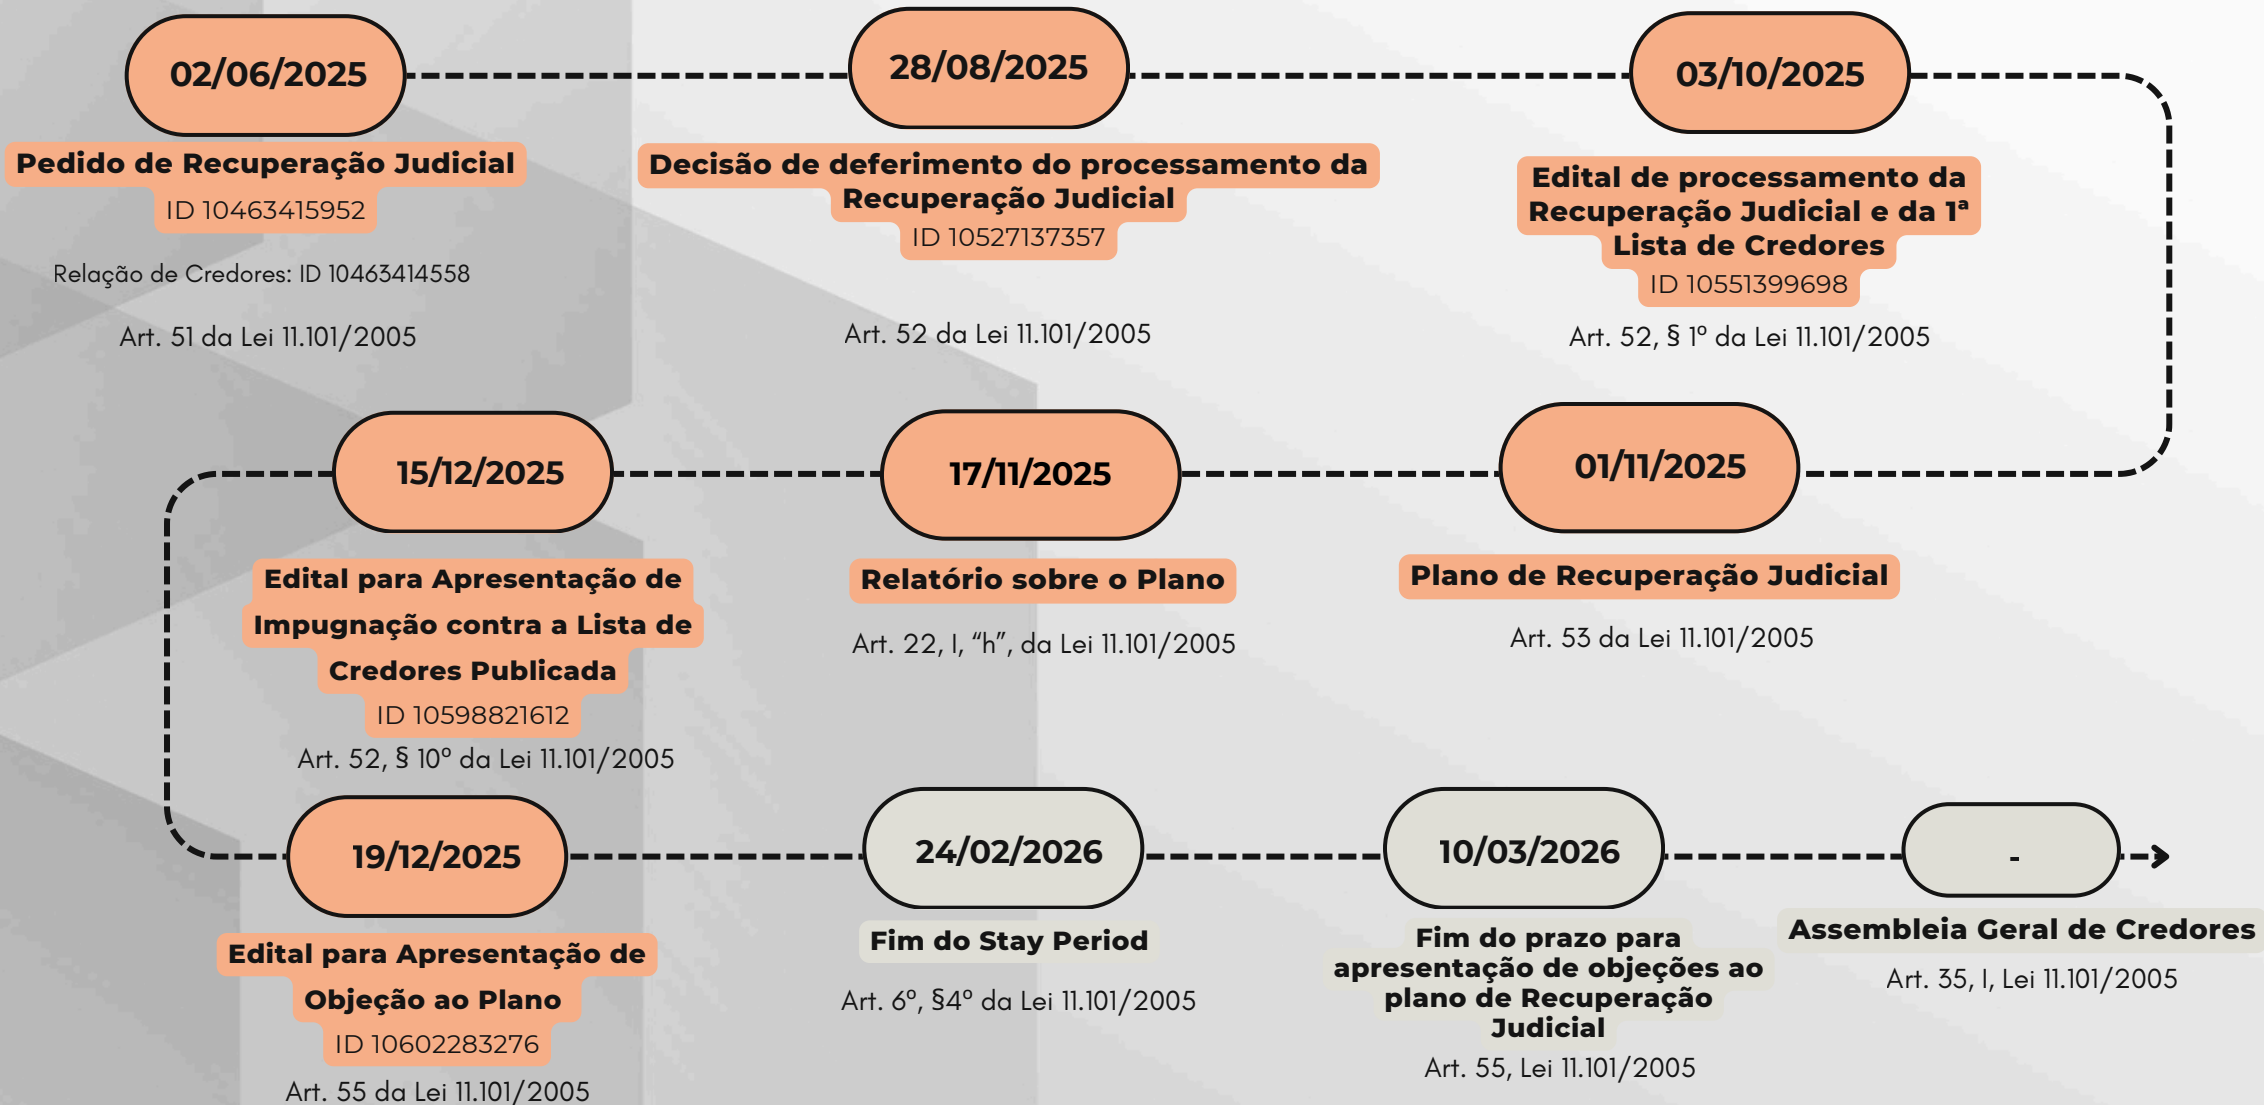 02/06/2025
Pedido de Recuperação Judicial
ID 10463415952
Relação de Credores: ID 10463414558
Art. 51 da Lei 11.101/2005
28/08/2025
Decisão de deferimento do processamento da
Recuperação Judicial
ID 10527137357
Art. 52 da Lei 11.101/2005
03/10/2025
Edital de processamento da
Recuperação Judicial e da 1ª
Lista de Credores
ID 10551399698
Art. 52, § 1º da Lei 11.101/2005
01/11/2025
Plano de Recuperação Judicial
Art. 53 da Lei 11.101/2005
17/11/2025
Relatório sobre o Plano
Art. 22, I, “h”, da Lei 11.101/2005
15/12/2025
Edital para Apresentação de
Impugnação contra a Lista de
Credores Publicada
ID 10598821612
Art. 52, § 10º da Lei 11.101/2005
19/12/2025
Edital para Apresentação de
Objeção ao Plano
ID 10602283276
Art. 55 da Lei 11.101/2005
24/02/2026
Fim do Stay Period
Art. 6º, §4º da Lei 11.101/2005
10/03/2026
Fim do prazo para
apresentação de objeções ao
plano de Recuperação
Judicial
Art. 55, Lei 11.101/2005
-
Assembleia Geral de Credores
Art. 35, I, Lei 11.101/2005